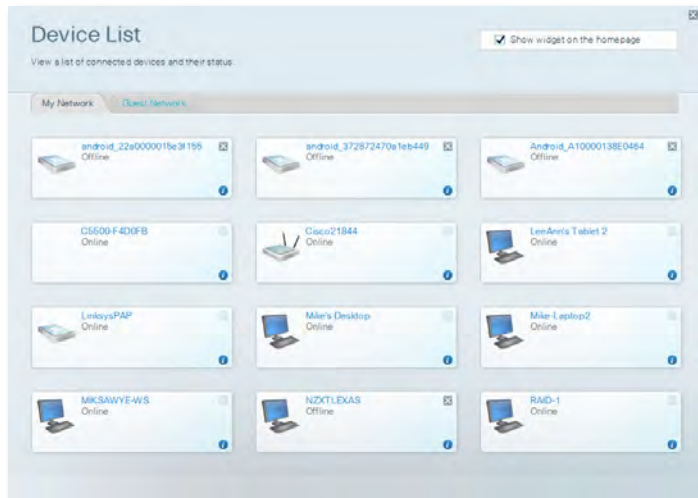 Device List
Show widget on the homepage
View a list of connected devices and their status
My Network
Guest Network
android_22a0000015e3f155
Offline
android_372872470a1eb449
Offline
Android_A10000138E0464
Offline
C5500-F4D0FB
Online
Cisco21844
Online
LeeAnn's Tablet 2
Online
LinksysPAP
Online
Mike's Desktop
Online
Mike-Laptop2
Online
MIKSAWYE-WS
Online
NZXTLEXAS
Offline
RAID-1
Online